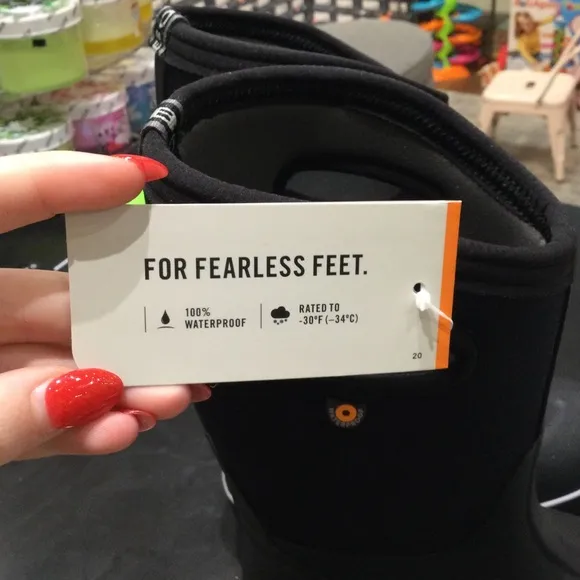 FOR FEARLESS FEET.
100%
WATERPROOF
RATED TO
-30°F (-34°C)
20